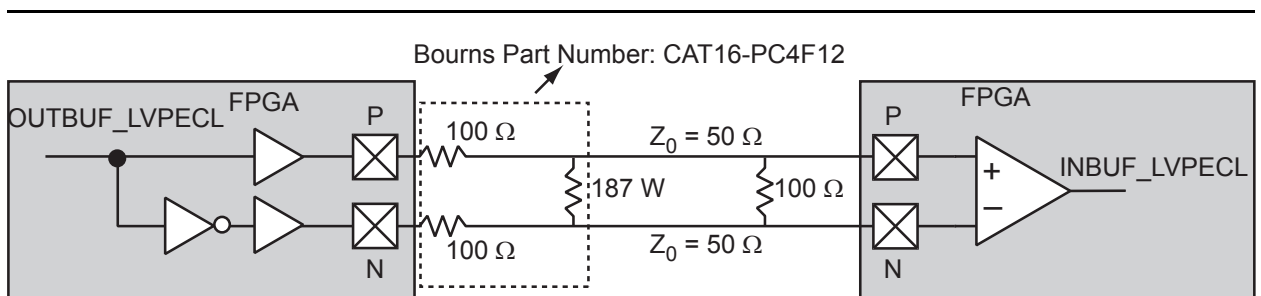 Bourns Part Number: CAT16-PC4F12
OUTBUF_LVPECL
FPGA
P
100 Ω
Z0 = 50 Ω
187 W
100 Ω
100 Ω
Z0 = 50 Ω
N
FPGA
P
+
−
INBUF_LVPECL
N